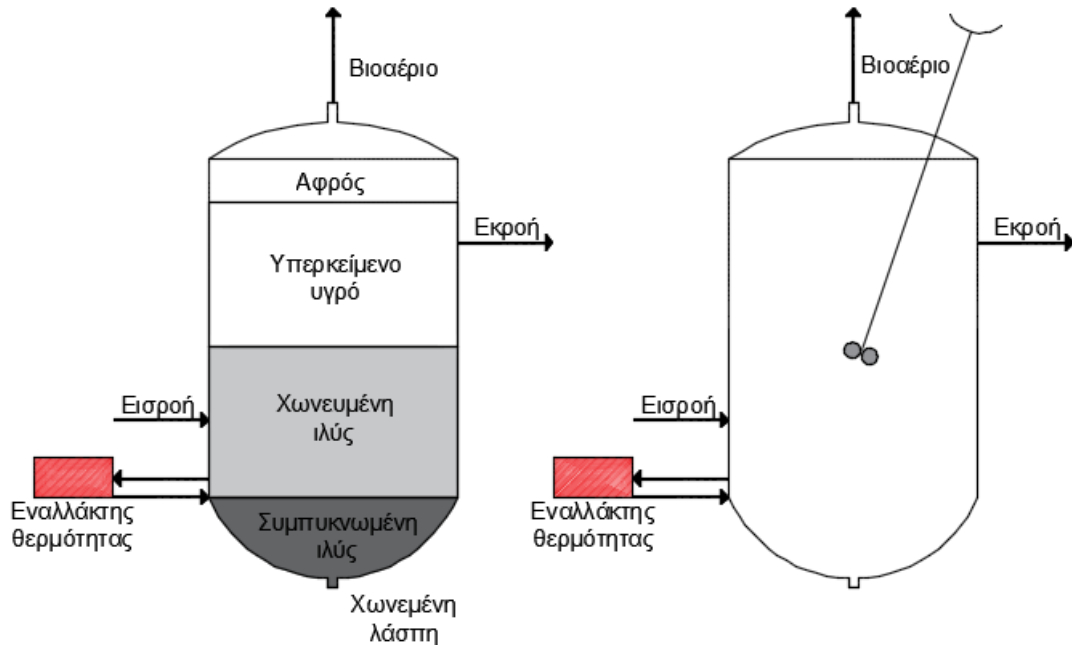 Βιοαέριο
Αφρός
Εκροή
Υπερκείμενο
υγρό
Εισροή
Χωνευμένη
ιλύς
Εναλλάκτης
θερμότητας
Συμπυκνωμένη
ιλύς
Χωνεμένη
λάσπη
Βιοαέριο
Εκροή
Εισροή
Εναλλάκτης
θερμότητας